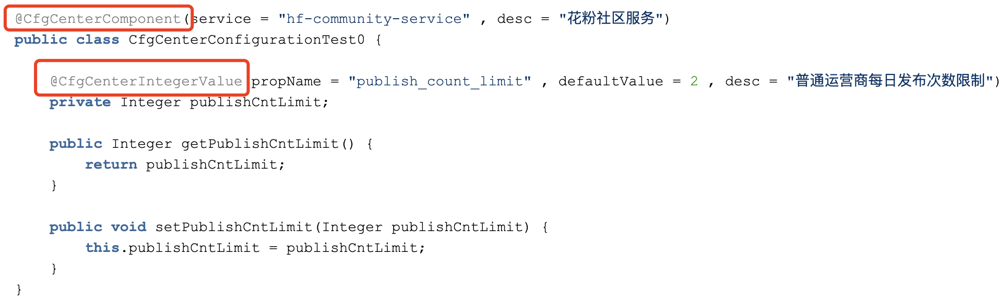 @CfgCenterComponent(service = "hf-community-service" , desc = "花粉社区服务")
public class CfgCenterConfigurationTest0 {
@CfgCenterIntegerValue propName = "publish_count_limit" , defaultValue = 2 , desc = "普通运营商每日发布次数限制")
private Integer publishCntLimit;
public Integer getPublishCntLimit() {
return publishCntLimit;
}
public void setPublishCntLimit(Integer publishCntLimit) {
this.publishCntLimit = publishCntLimit;
}
}